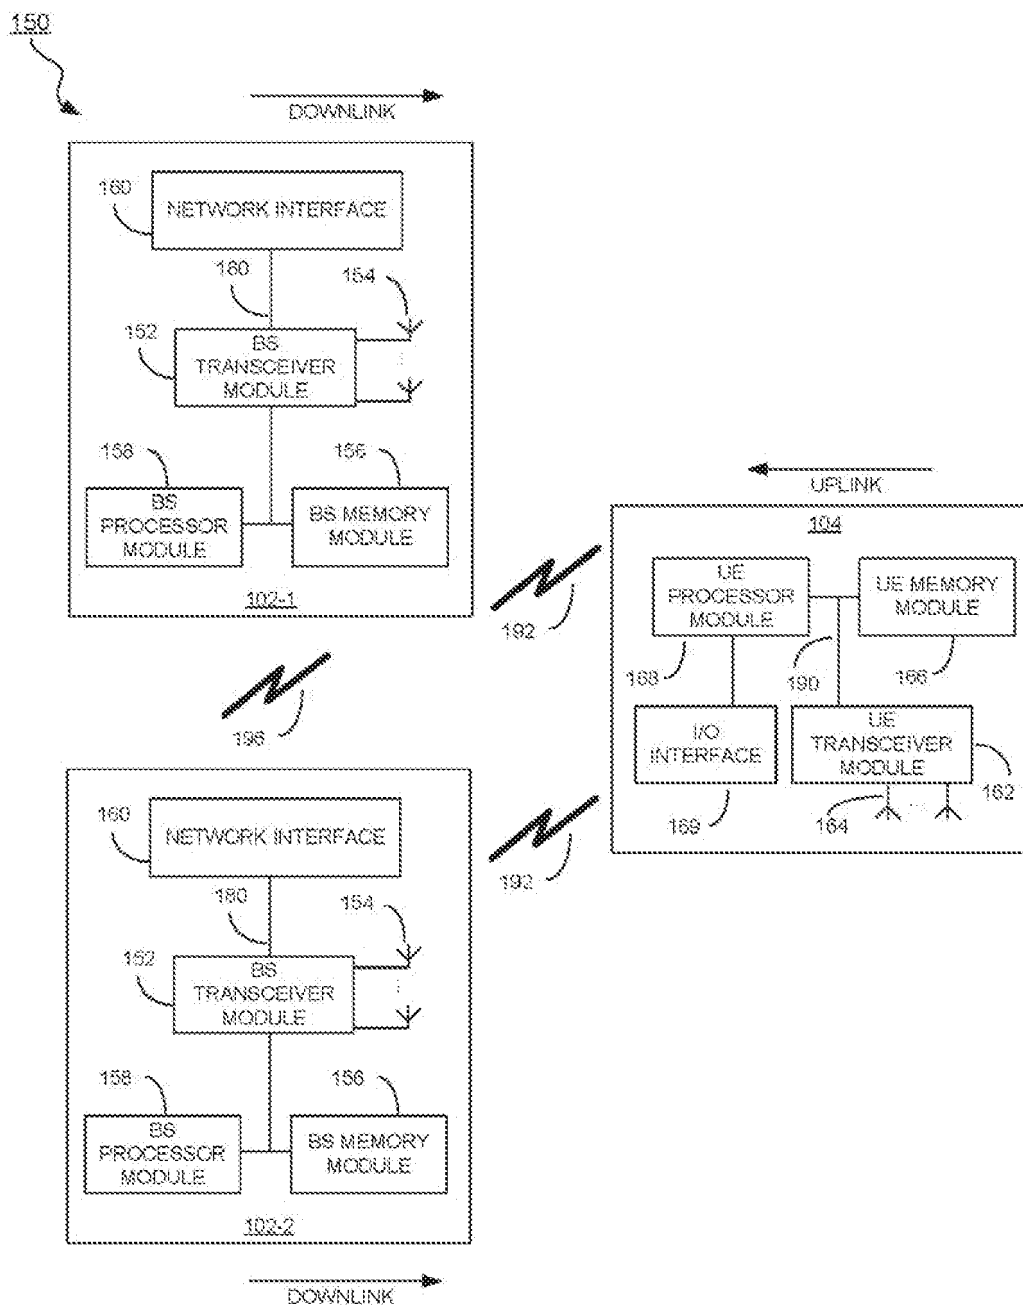 150
DOWNLINK
160
NETWORK INTERFACE
180
154
152
BS
TRANSCEIVER
MODULE
158
156
BS
PROCESSOR
MODULE
BS MEMORY
MODULE
102-1
UPLINK
104
UE
PROCESSOR
MODULE
UE MEMORY
MODULE
192
168
190
166
196
I/O
INTERFACE
UE
TRANSCEIVER
MODULE
162
164
169
192
160
NETWORK INTERFACE
180
154
152
BS
TRANSCEIVER
MODULE
158
156
BS
PROCESSOR
MODULE
BS MEMORY
MODULE
102-2
DOWNLINK